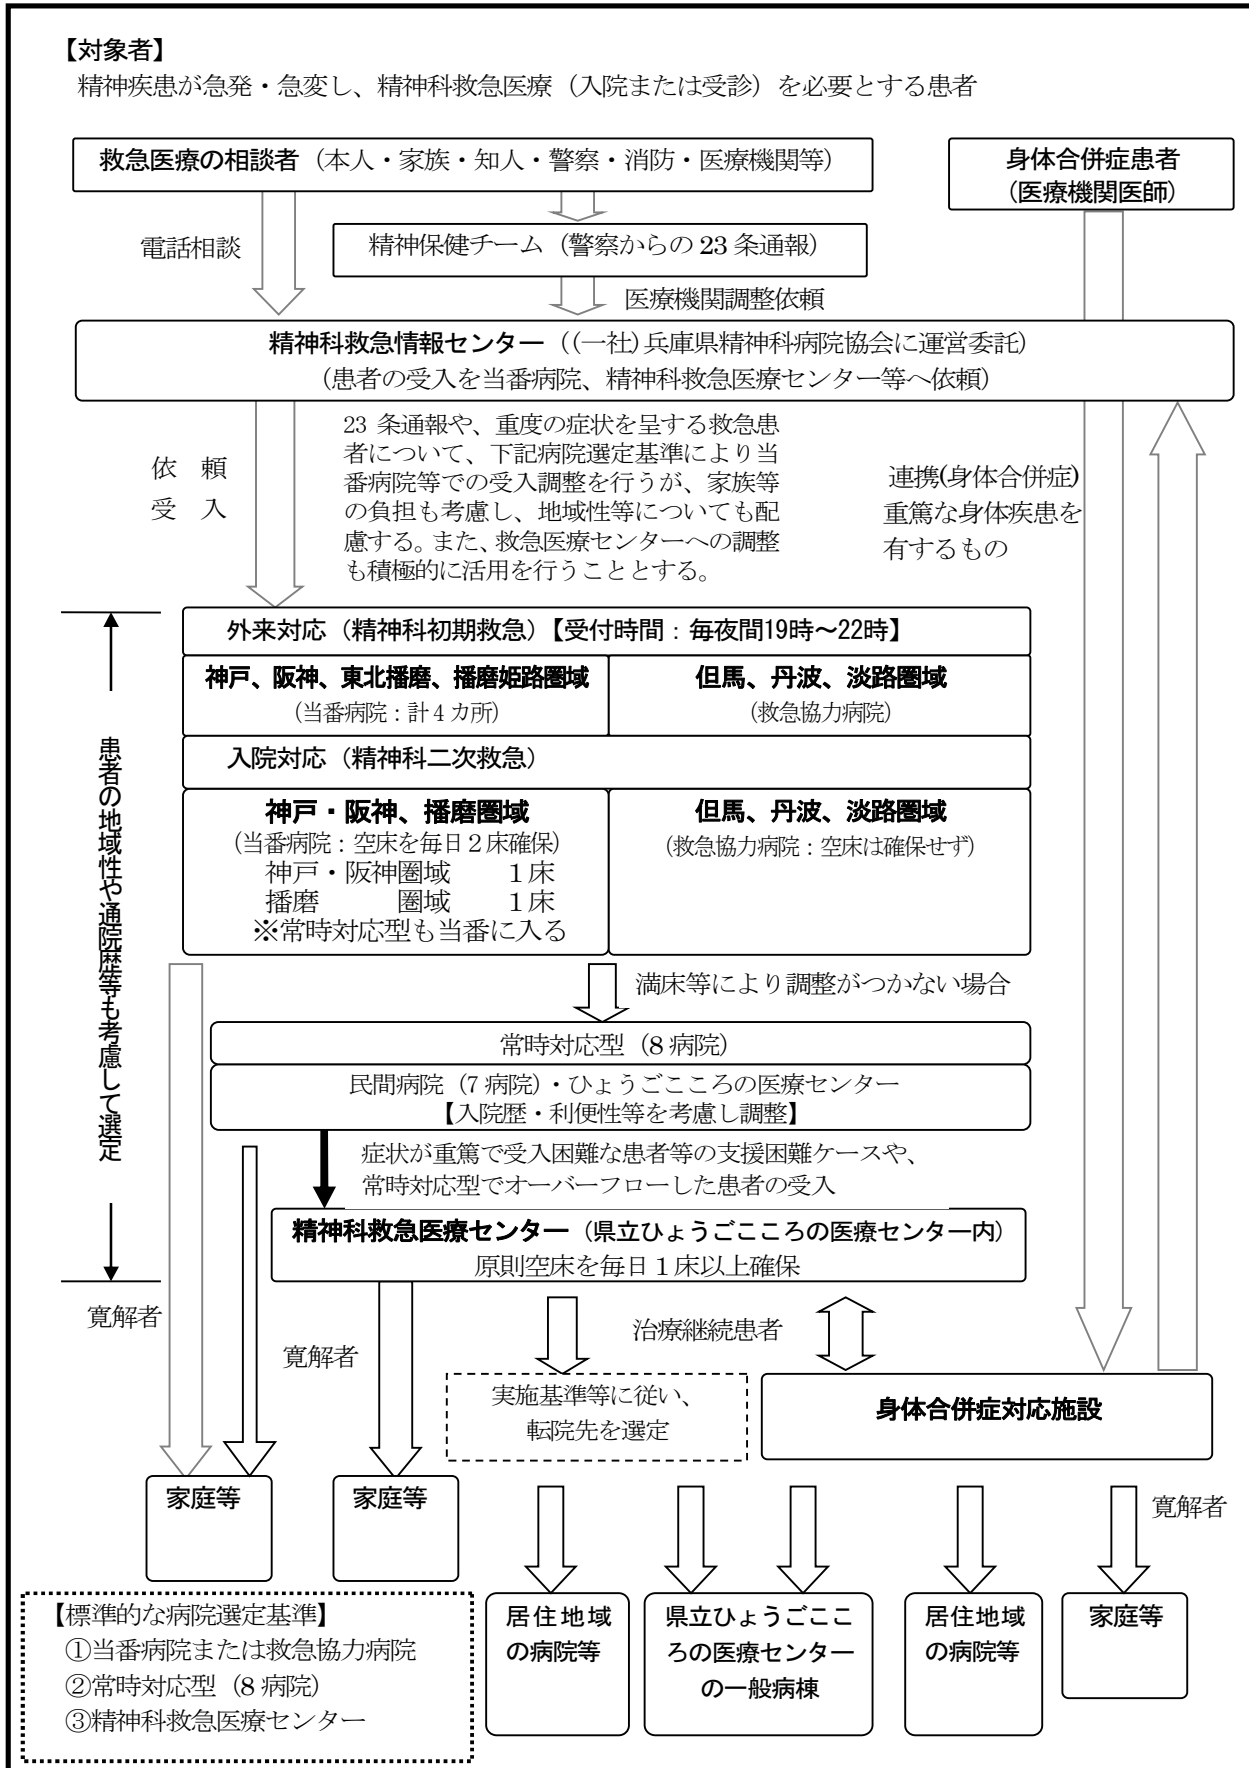 【対象者】
精神疾患が急発・急変し、精神科救急医療（入院または受診）を必要とする患者
救急医療の相談者（本人・家族・知人・警察・消防・医療機関等）
身体合併症患者
（医療機関医師）
電話相談
精神保健チーム（警察からの 23 条通報）
医療機関調整依頼
精神科救急情報センター（(一社)兵庫県精神科病院協会に運営委託）
（患者の受入を当番病院、精神科救急医療センター等へ依頼）
依　頼
受　入
23 条通報や、重度の症状を呈する救急患
者について、下記病院選定基準により当
番病院等での受入調整を行うが、家族等
の負担も考慮し、地域性等についても配
慮する。また、救急医療センターへの調整
も積極的に活用を行うこととする。
連携(身体合併症)
重篤な身体疾患を
有するもの
外来対応（精神科初期救急）【受付時間：毎夜間19時～22時】
神戸、阪神、東北播磨、播磨姫路圏域
（当番病院：計４カ所）
但馬、丹波、淡路圏域
（救急協力病院）
入院対応（精神科二次救急）
神戸・阪神、播磨圏域
（当番病院：空床を毎日２床確保）
神戸・阪神圏域　　１床
播磨　　　圏域　　１床
※常時対応型も当番に入る
但馬、丹波、淡路圏域
（救急協力病院：空床は確保せず）
患者の地域性や通院歴等も考慮して選定
満床等により調整がつかない場合
常時対応型（8 病院）
民間病院（7 病院）・ひょうごこころの医療センター
【入院歴・利便性等を考慮し調整】
症状が重篤で受入困難な患者等の支援困難ケースや、
常時対応型でオーバーフローした患者の受入
精神科救急医療センター（県立ひょうごこころの医療センター内）
原則空床を毎日１床以上確保
寛解者
寛解者
治療継続患者
実施基準等に従い、
転院先を選定
身体合併症対応施設
寛解者
家庭等
家庭等
居住地域
の病院等
県立ひょうごここ
ろの医療センター
の一般病棟
居住地域
の病院等
家庭等
【標準的な病院選定基準】
①当番病院または救急協力病院
②常時対応型（8 病院）
③精神科救急医療センター